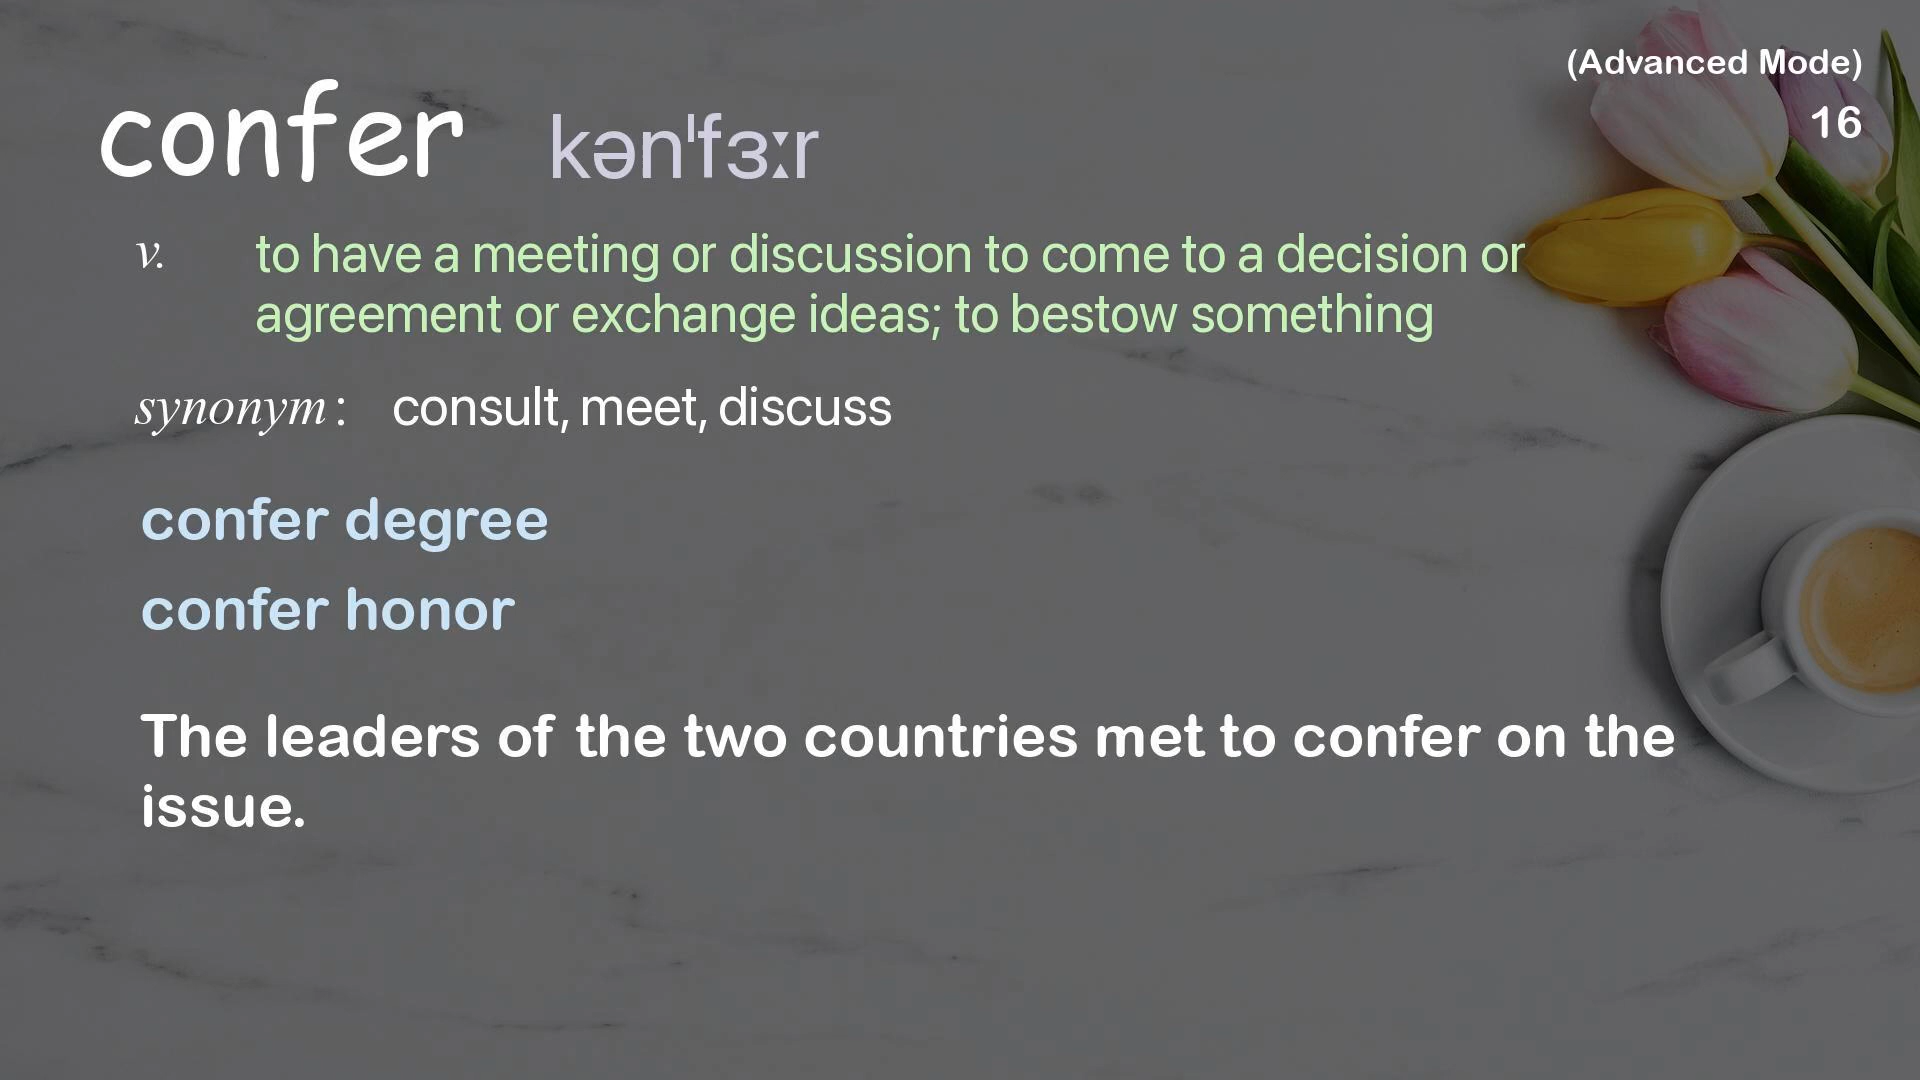 (Advanced Mode)
16
confer kən'fɜːr
v. to have a meeting or discussion to come to a decision or
agreement or exchange ideas; to bestow something
synonym: consult, meet, discuss
confer degree
confer honor
The leaders of the two countries met to confer on the
issue.